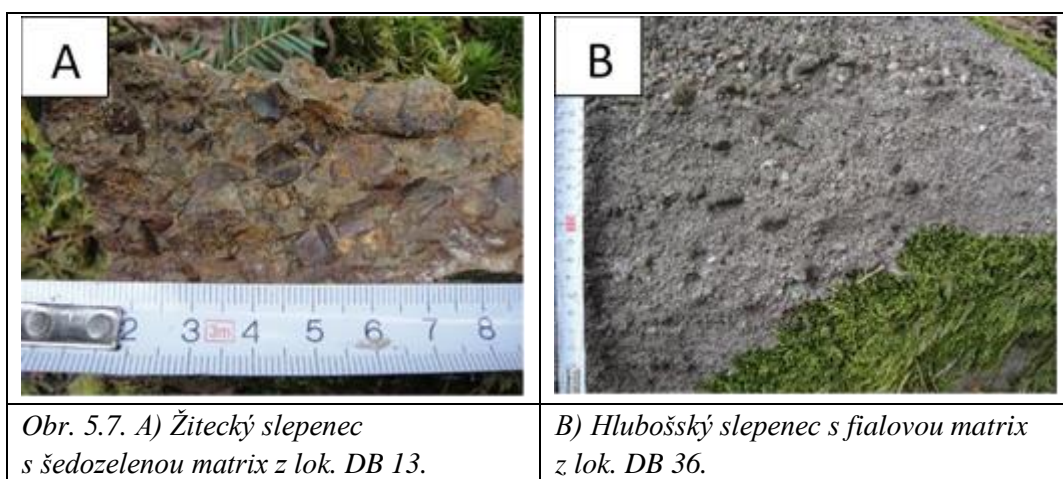 A
2 3 3m 4 5 6 7 8
B
Obr. 5.7. A) Žitecký slepenec
s šedozelenou matrix z lok. DB 13.
B) Hlubošský slepenec s fialovou matrix
z lok. DB 36.